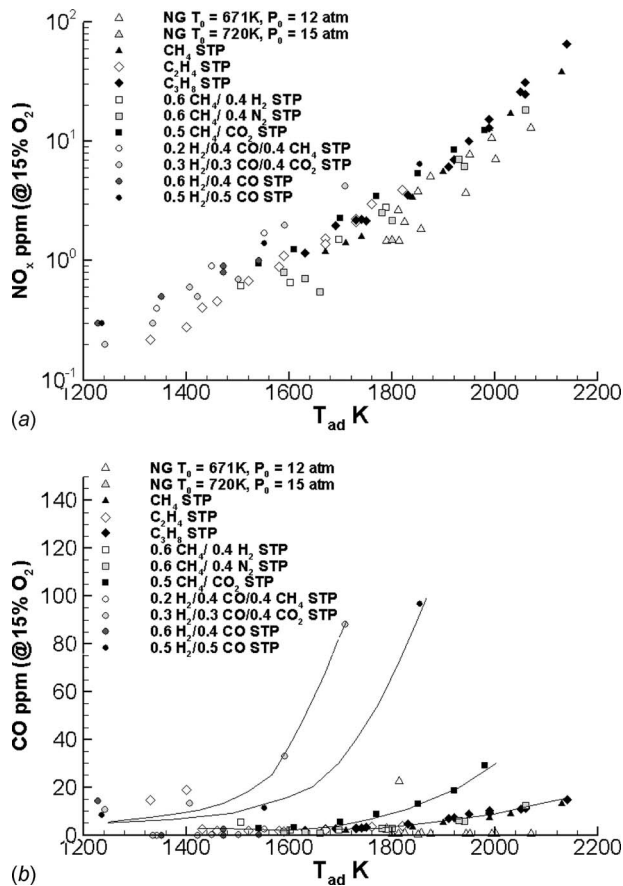 10²
NG T₀ = 671K, P₀ = 12 atm
NG T₀ = 720K, P₀ = 15 atm
CH₄ STP
C₂H₄ STP
C₃H₈ STP
0.6 CH₄/ 0.4 H₂ STP
0.6 CH₄/ 0.4 N₂ STP
0.5 CH₄/ CO₂ STP
0.2 H₂/0.4 CO/0.4 CH₄ STP
0.3 H₂/0.3 CO/0.4 CO₂ STP
0.6 H₂/0.4 CO STP
0.5 H₂/0.5 CO STP
10¹
10⁰
10⁻¹
NOₓ ppm (@15% O₂)
1200 1400 1600 1800 2000 2200
T_ad K
(a)
NG T₀ = 671K, P₀ = 12 atm
NG T₀ = 720K, P₀ = 15 atm
CH₄ STP
C₂H₄ STP
C₃H₈ STP
0.6 CH₄/ 0.4 H₂ STP
0.6 CH₄/ 0.4 N₂ STP
0.5 CH₄/ CO₂ STP
0.2 H₂/0.4 CO/0.4 CH₄ STP
0.3 H₂/0.3 CO/0.4 CO₂ STP
0.6 H₂/0.4 CO STP
0.5 H₂/0.5 CO STP
140
120
100
80
60
40
20
0
CO ppm (@15% O₂)
1200 1400 1600 1800 2000 2200
T_ad K
(b)